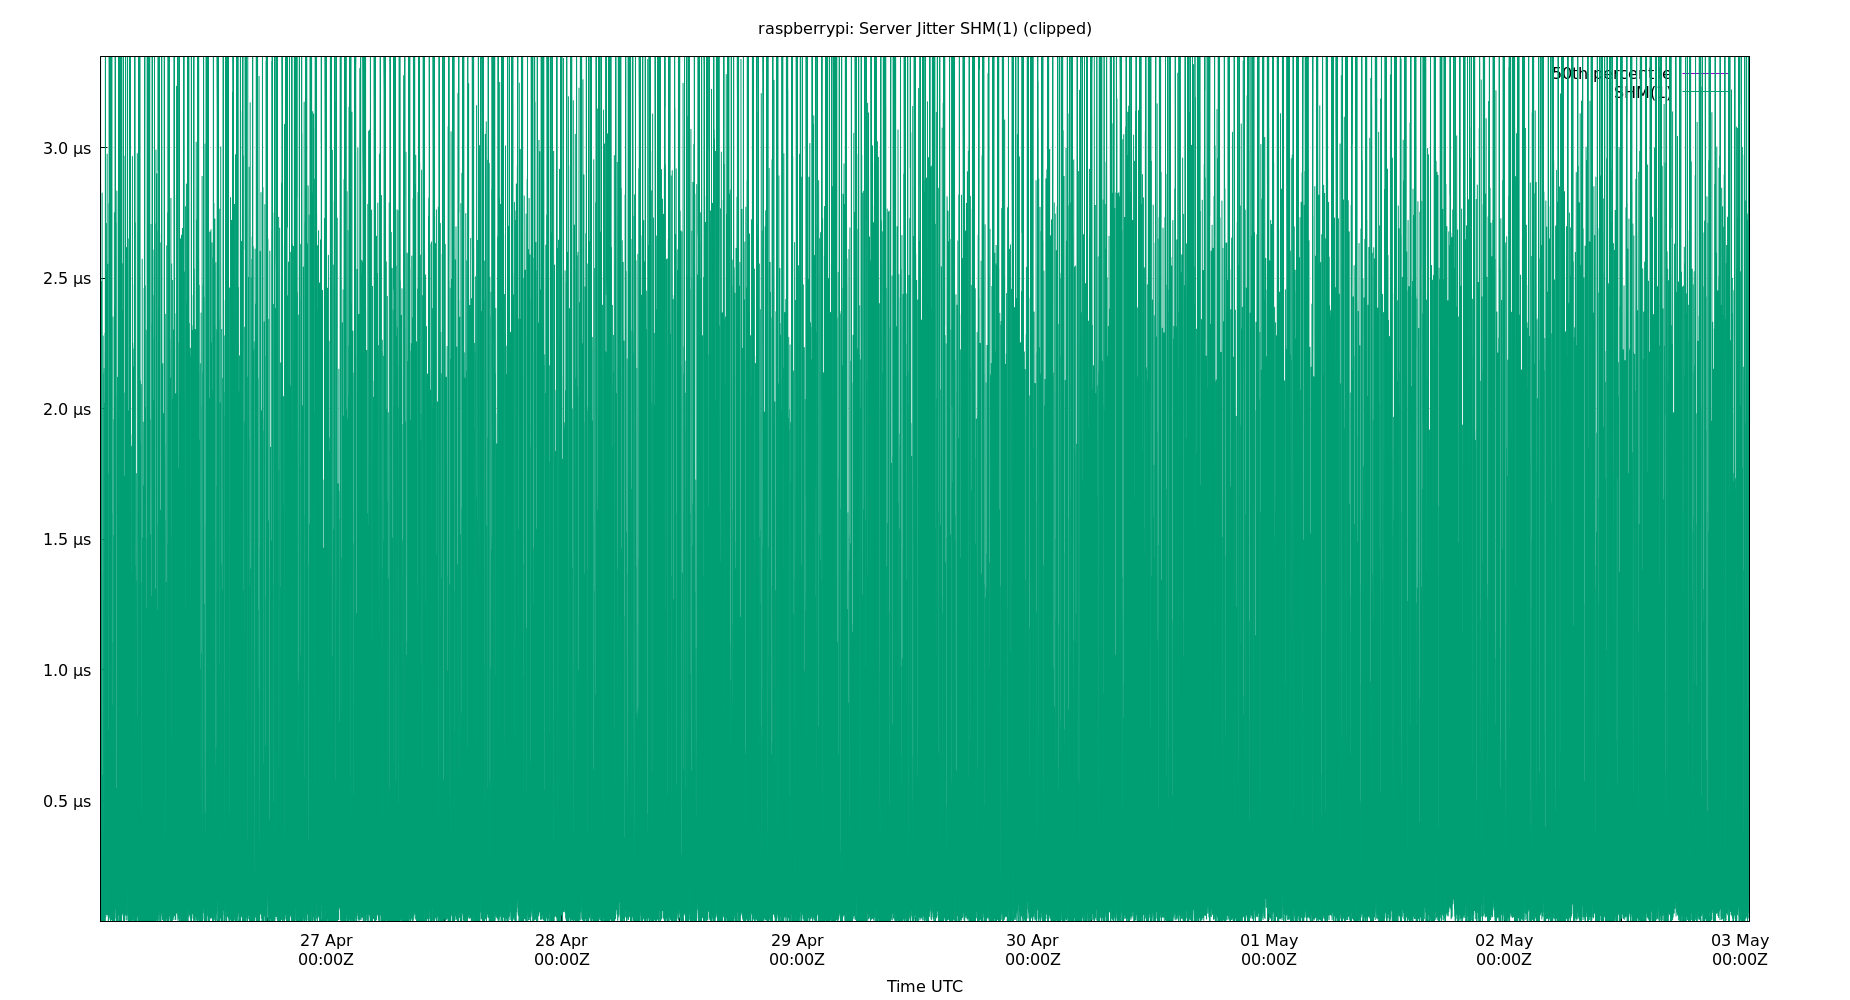 raspberrypi: Server Jitter SHM(1) (clipped)
50th percentile
SHM(1)
3.0 µs
2.5 µs
2.0 µs
1.5 µs
1.0 µs
0.5 µs
27 Apr 28 Apr 29 Apr 30 Apr 01 May 02 May 03 May
00:00Z 00:00Z 00:00Z 00:00Z 00:00Z 00:00Z 00:00Z
Time UTC